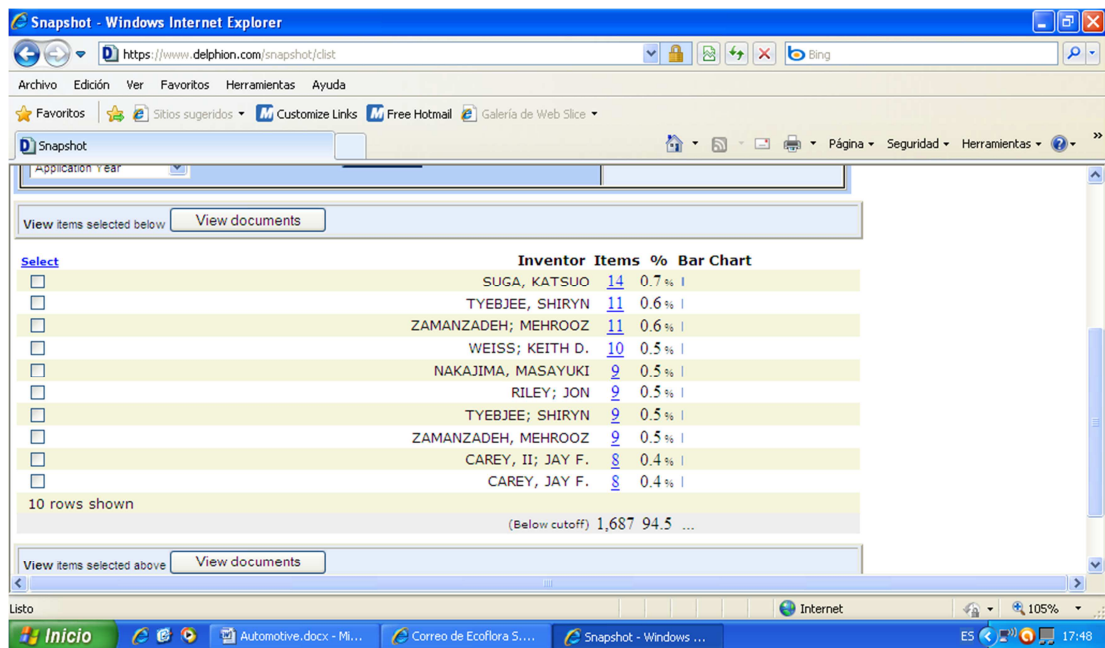 Snapshot - Windows Internet Explorer
https://www.delphion.com/snapshot/clist
Bing
Archivo Edición Ver Favoritos Herramientas Ayuda
Favoritos Sitios sugeridos Customize Links Free Hotmail Galería de Web Slice
Snapshot Página Seguridad Herramientas »
Application Year
View items selected below View documents
Select Inventor Items % Bar Chart
SUGA, KATSUO 14 0.7 %
TYEBJEE, SHIRYN 11 0.6 %
ZAMANZADEH; MEHROOZ 11 0.6 %
WEISS; KEITH D. 10 0.5 %
NAKAJIMA, MASAYUKI 9 0.5 %
RILEY; JON 9 0.5 %
TYEBJEE; SHIRYN 9 0.5 %
ZAMANZADEH, MEHROOZ 9 0.5 %
CAREY, II; JAY F. 8 0.4 %
CAREY, JAY F. 8 0.4 %
10 rows shown
(Below cutoff) 1,687 94.5 ...
View items selected above View documents
Listo Internet 105%
Inicio Automotive.docx - Mi... Correo de Ecoflora S.... Snapshot - Windows ... ES 17:48